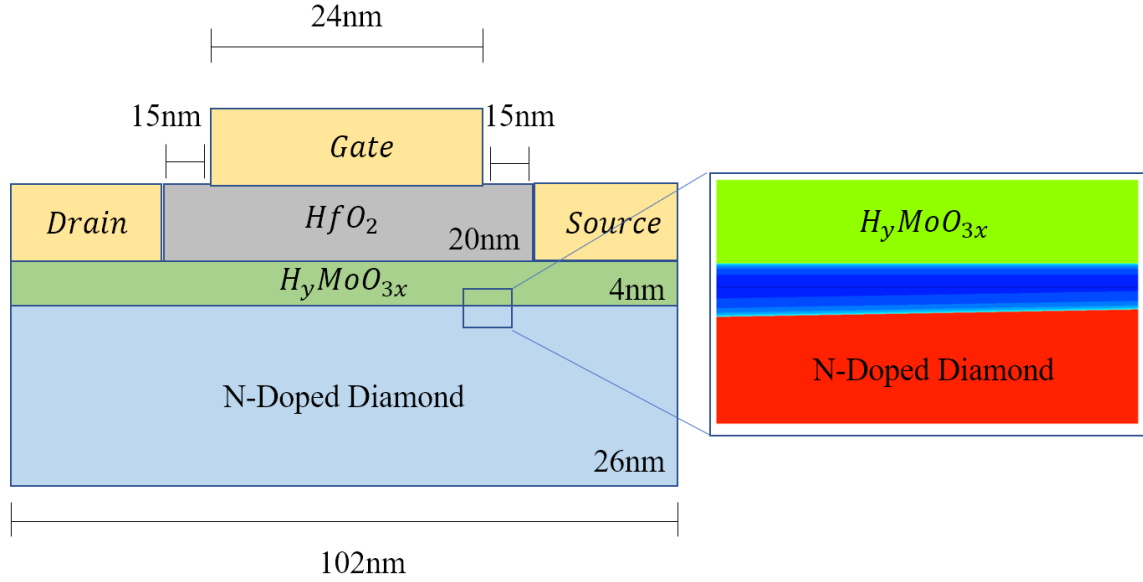 24nm
15nm
15nm
Gate
Drain
HfO₂
20nm
Source
HyMoO₃ₓ
4nm
N-Doped Diamond
26nm
102nm
HyMoO₃ₓ
N-Doped Diamond